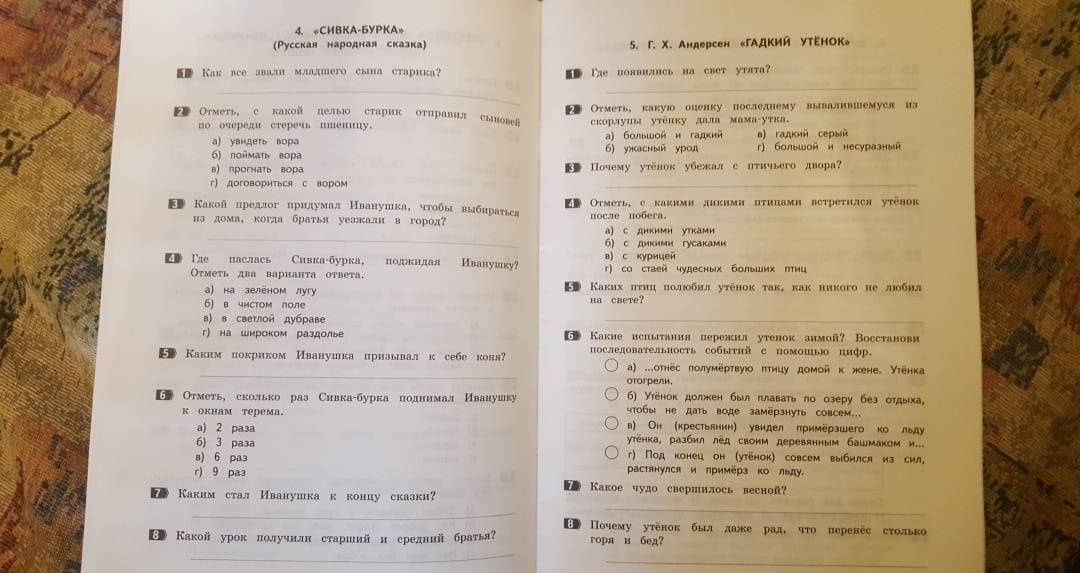 4. «СИВКА-БУРКА»
(Русская народная сказка)
1 Как все звали младшего сына старика?
2 Отметь, с какой целью старик отправил сыновей
по очереди стеречь пшеницу.
а) увидеть вора
б) поймать вора
в) прогнать вора
г) договориться с вором
3 Какой предлог придумал Иванушка, чтобы выбираться
из дома, когда братья уезжали в город?
4 Где паслась Сивка-бурка, поджидая Иванушку?
Отметь два варианта ответа.
а) на зелёном лугу
б) в чистом поле
в) в светлой дубраве
г) на широком раздолье
5 Каким покриком Иванушка призывал к себе коня?
6 Отметь, сколько раз Сивка-бурка поднимал Иванушку
к окнам терема.
а) 2 раза
б) 3 раза
в) 6 раз
г) 9 раз
7 Каким стал Иванушка к концу сказки?
8 Какой урок получили старший и средний братья?
5. Г. Х. Андерсен «ГАДКИЙ УТЁНОК»
1 Где появились на свет утята?
2 Отметь, какую оценку последнему вывалившемуся из
скорлупы утёнку дала мама-утка.
а) большой и гадкий в) гадкий серый
б) ужасный урод г) большой и несуразный
3 Почему утёнок убежал с птичьего двора?
4 Отметь, с какими дикими птицами встретился утёнок
после побега.
а) с дикими утками
б) с дикими гусаками
в) с курицей
г) со стаей чудесных больших птиц
5 Каких птиц полюбил утёнок так, как никого не любил
на свете?
6 Какие испытания пережил утенок зимой? Восстанови
последовательность событий с помощью цифр.
а) ...отнёс полумёртвую птицу домой к жене. Утёнка
отогрели.
б) Утёнок должен был плавать по озеру без отдыха,
чтобы не дать воде замёрзнуть совсем...
в) Он (крестьянин) увидел примёрзшего ко льду
утёнка, разбил лёд своим деревянным башмаком и...
г) Под конец он (утёнок) совсем выбился из сил,
растянулся и примёрз ко льду.
7 Какое чудо свершилось весной?
8 Почему утёнок был даже рад, что перенёс столько
горя и бед?